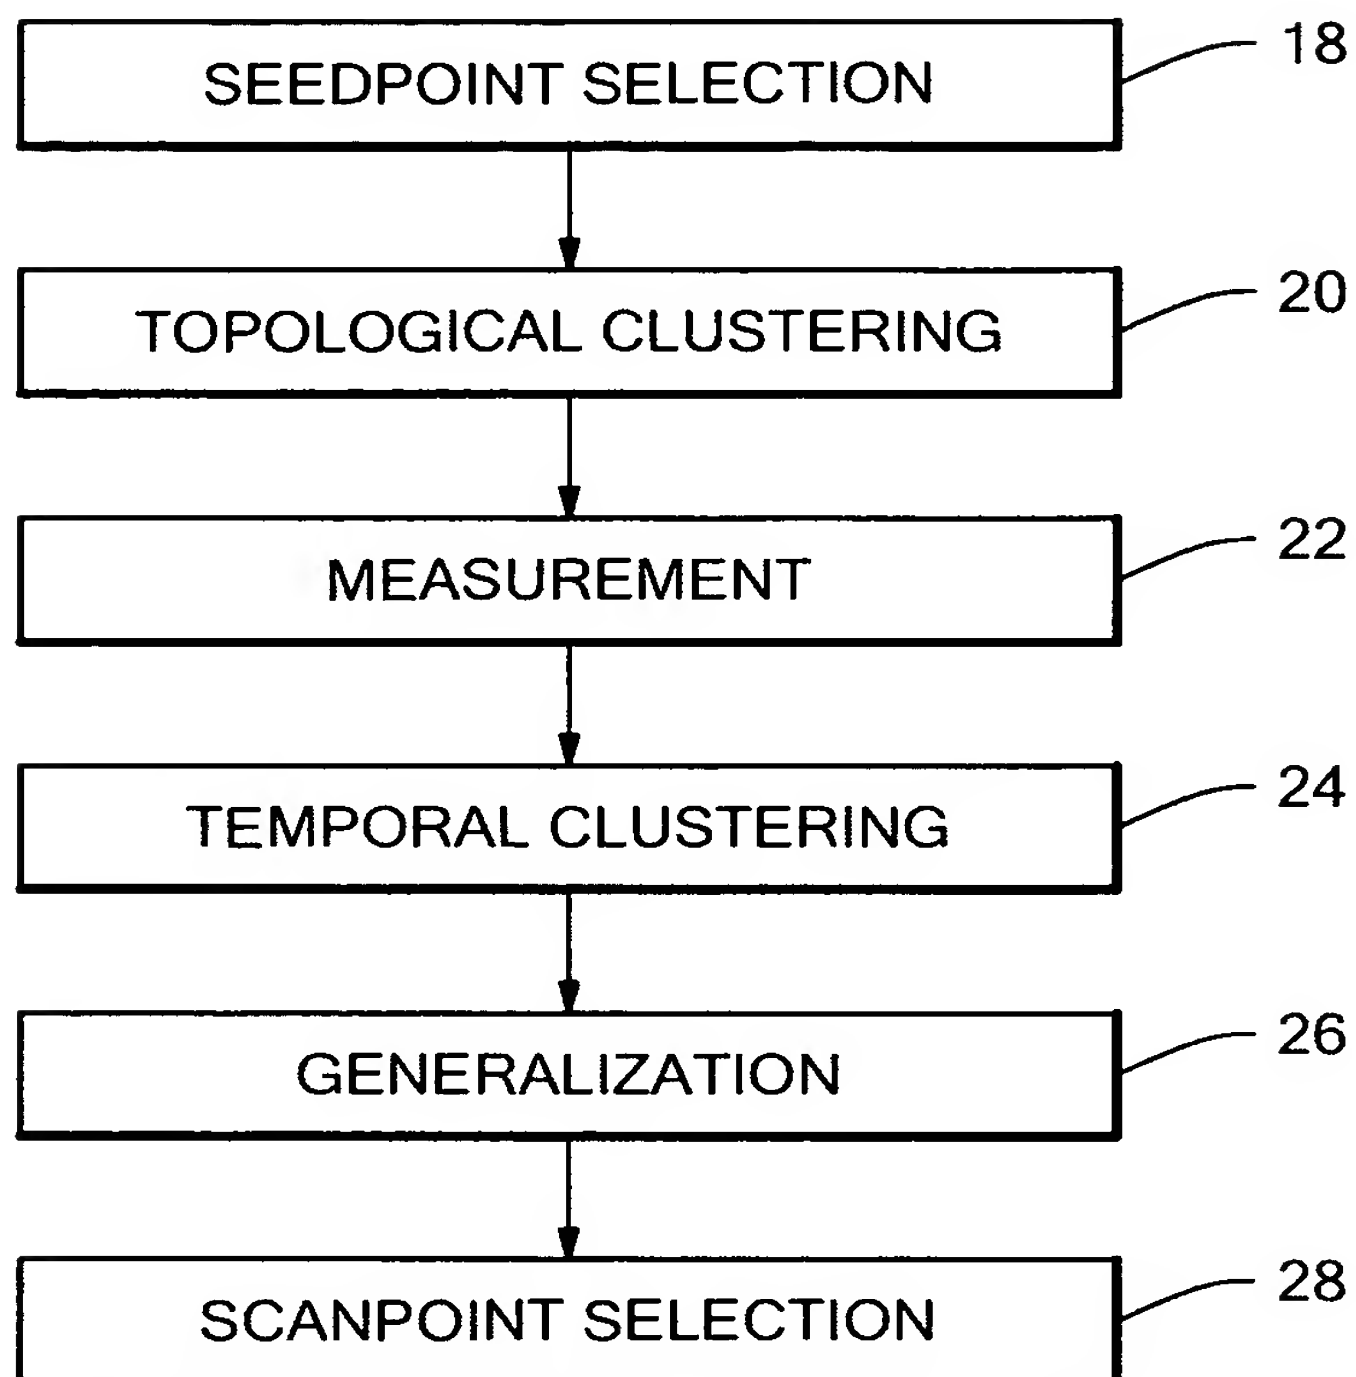 SEEDPOINT SELECTION 18
TOPOLOGICAL CLUSTERING 20
MEASUREMENT 22
TEMPORAL CLUSTERING 24
GENERALIZATION 26
SCANPOINT SELECTION 28